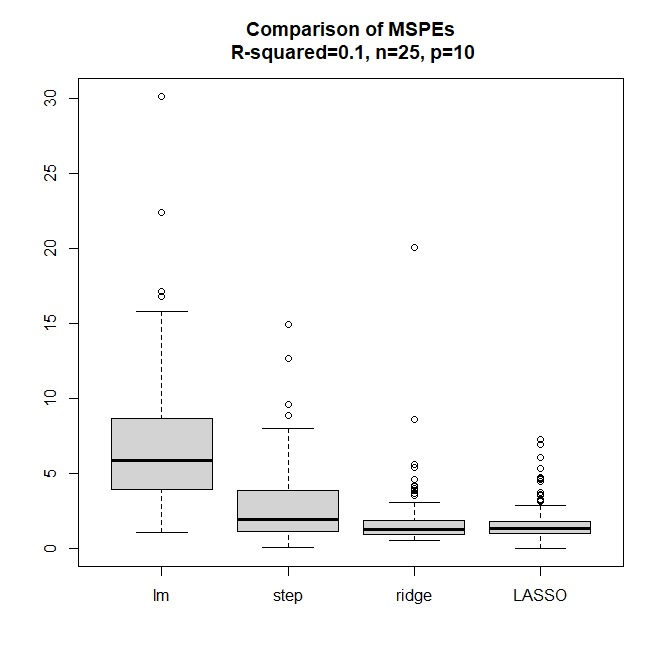 Comparison of MSPEs
R-squared=0.1, n=25, p=10
30
25
20
15
10
5
0
lm step ridge LASSO